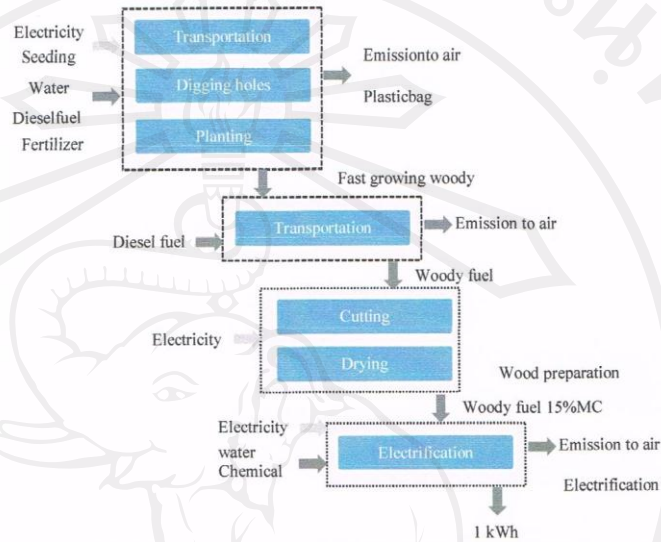 Electricity
Seeding
Water
Dieselfuel
Fertilizer
Transportation
Digging holes
Planting
Emissionto air
Plasticbag
Fast growing woody
Diesel fuel
Transportation
Emission to air
Woody fuel
Electricity
Cutting
Drying
Wood preparation
Woody fuel 15%MC
Electricity
water
Chemical
Electrification
Emission to air
Electrification
1 kWh